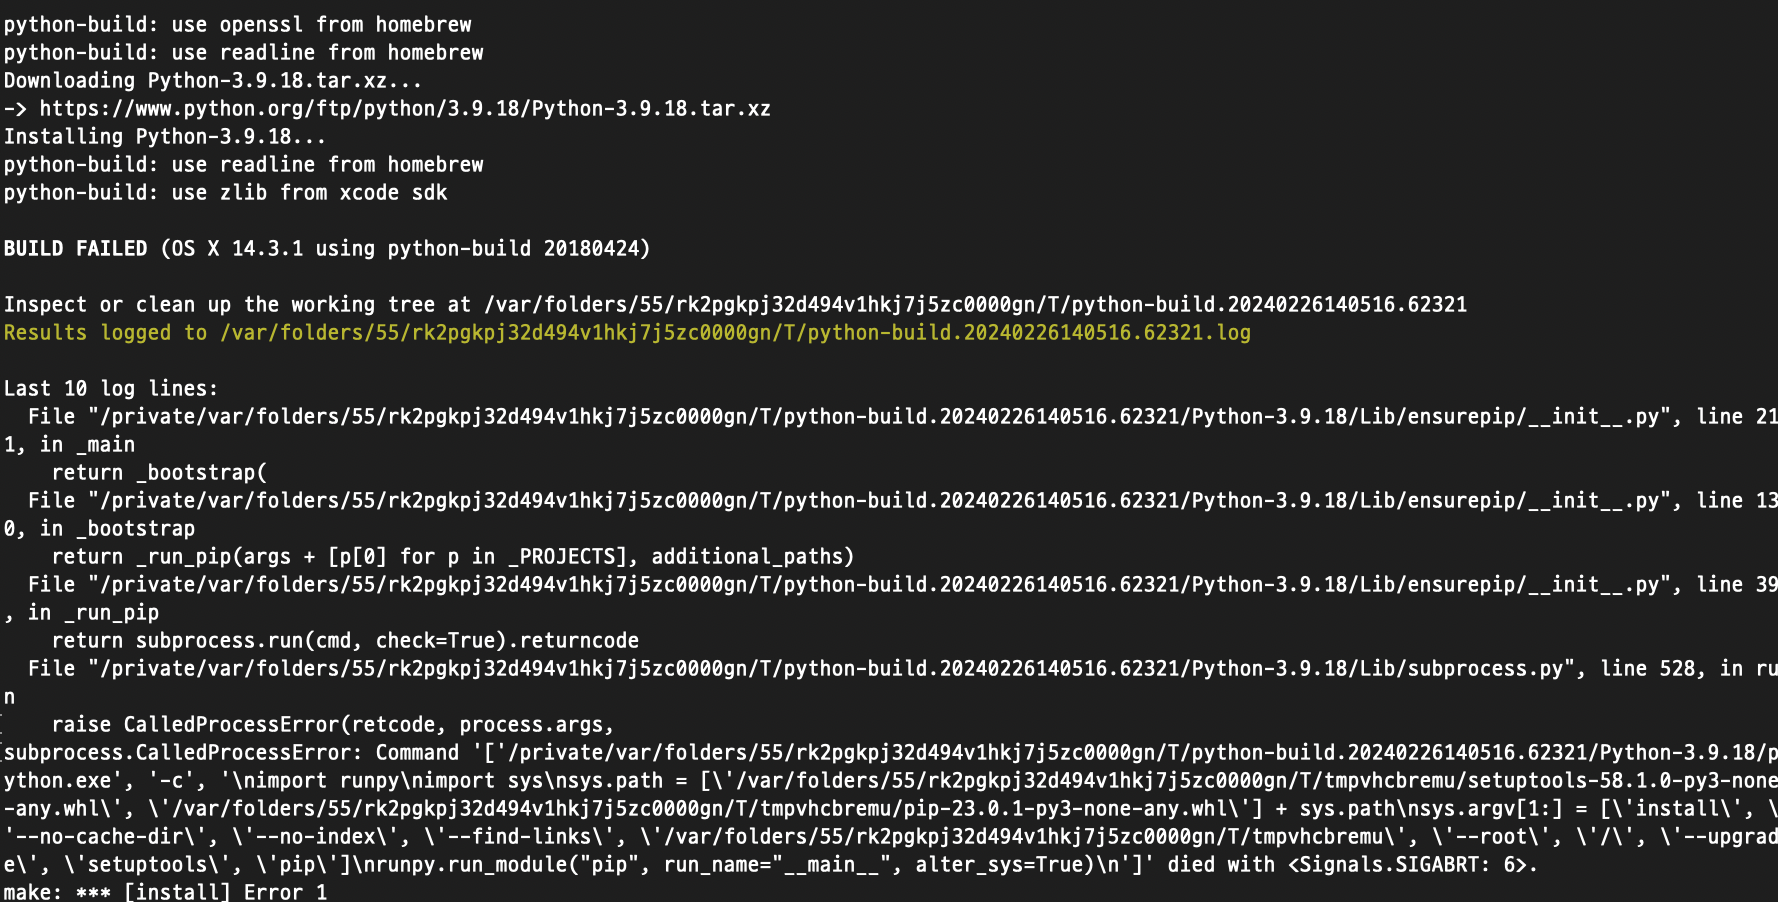 python-build: use openssl from homebrew
python-build: use readline from homebrew
Downloading Python-3.9.18.tar.xz...
-> https://www.python.org/ftp/python/3.9.18/Python-3.9.18.tar.xz
Installing Python-3.9.18...
python-build: use readline from homebrew
python-build: use zlib from xcode sdk
BUILD FAILED (OS X 14.3.1 using python-build 20180424)
Inspect or clean up the working tree at /var/folders/55/rk2pgkpj32d494v1hkj7j5zc0000gn/T/python-build.20240226140516.62321
Results logged to /var/folders/55/rk2pgkpj32d494v1hkj7j5zc0000gn/T/python-build.20240226140516.62321.log
Last 10 log lines:
  File "/private/var/folders/55/rk2pgkpj32d494v1hkj7j5zc0000gn/T/python-build.20240226140516.62321/Python-3.9.18/Lib/ensurepip/__init__.py", line 21
1, in _main
    return _bootstrap(
  File "/private/var/folders/55/rk2pgkpj32d494v1hkj7j5zc0000gn/T/python-build.20240226140516.62321/Python-3.9.18/Lib/ensurepip/__init__.py", line 13
0, in _bootstrap
    return _run_pip(args + [p[0] for p in _PROJECTS], additional_paths)
  File "/private/var/folders/55/rk2pgkpj32d494v1hkj7j5zc0000gn/T/python-build.20240226140516.62321/Python-3.9.18/Lib/ensurepip/__init__.py", line 39
, in _run_pip
    return subprocess.run(cmd, check=True).returncode
  File "/private/var/folders/55/rk2pgkpj32d494v1hkj7j5zc0000gn/T/python-build.20240226140516.62321/Python-3.9.18/Lib/subprocess.py", line 528, in ru
n
    raise CalledProcessError(retcode, process.args,
subprocess.CalledProcessError: Command '['/private/var/folders/55/rk2pgkpj32d494v1hkj7j5zc0000gn/T/python-build.20240226140516.62321/Python-3.9.18/p
ython.exe', '-c', '\nimport runpy\nimport sys\nsys.path = [\'/var/folders/55/rk2pgkpj32d494v1hkj7j5zc0000gn/T/tmpvhcbremu/setuptools-58.1.0-py3-none
-any.whl\', \'/var/folders/55/rk2pgkpj32d494v1hkj7j5zc0000gn/T/tmpvhcbremu/pip-23.0.1-py3-none-any.whl\'] + sys.path\nsys.argv[1:] = [\'install\', \
'--no-cache-dir\', \'--no-index\', \'--find-links\', \'/var/folders/55/rk2pgkpj32d494v1hkj7j5zc0000gn/T/tmpvhcbremu\', \'--root\', \'/\', \'--upgrad
e\', \'setuptools\', \'pip\']\nrunpy.run_module("pip", run_name="__main__", alter_sys=True)\n']' died with <Signals.SIGABRT: 6>.
make: *** [install] Error 1